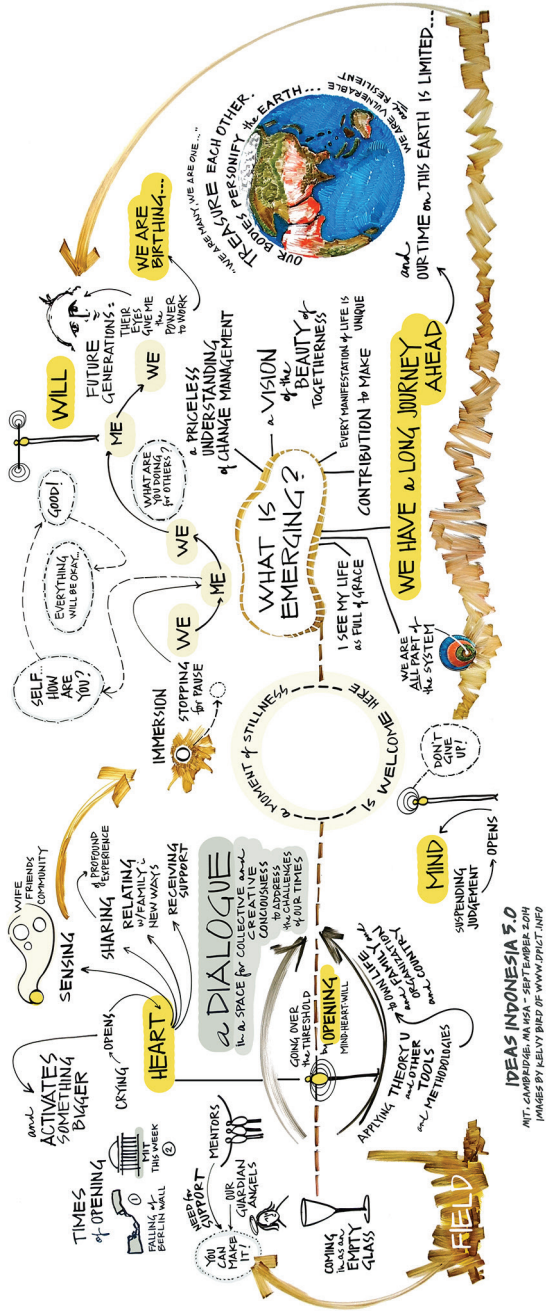 TIMES
of OPENING
①
FALLING of
BERLIN WALL
MIT
THIS WEEK
②
and
ACTIVATES
SOMETHING
BIGGER
CRYING
OPENS
HEART
NEED for
SUPPORT
MENTORS
OUR
GUARDIAN
ANGELS
YOU
CAN
MAKE
IT!
COMING
in as an
EMPTY
GLASS
FIELD
WIFE
FRIENDS
COMMUNITY
SENSING
SHARING
of PROFOUND
EXPERIENCE
RELATING
w/FAMILY i
NEW WAYS
RECEIVING
SUPPORT
a DIALOGUE
in a SPACE for COLLECTIVE and
CREATIVE
CONCIOUSNESS
to ADDRESS
the CHALLENGES
of OUR TIMES
GOING OVER
the THRESHOLD
by OPENING
MIND-HEART-WILL
APPLYING THEORY U
and OTHER
TOOLS
and METHODOLOGIES
to OWN LIFE
and FAMILY and
ORGANIZATION
and COUNTRY
MIND
SUSPENDING
JUDGEMENT
OPENS
DON'T
GIVE
UP!
IMMERSION
STOPPING
for PAUSE
a MOMENT of STILLNESS
IS WELCOME HERE
SELF...
HOW
ARE
YOU?
EVERYTHING
WILL BE OKAY...
GOOD!
WE
ME
WE
WHAT ARE
YOU DOING
for OTHERS?
ME
WE
WILL
FUTURE
GENERATIONS:
THEIR
EYES
GIVE ME
the
POWER
to WORK
WE ARE
BIRTHING...
WHAT IS
EMERGING?
a PRICELESS
UNDERSTANDING
of CHANGE MANAGEMENT
a VISION
of the
BEAUTY of
TOGETHERNESS
EVERY MANIFESTATION of LIFE IS
UNIQUE
CONTRIBUTION to MAKE
I SEE MY LIFE
as FULL of GRACE
WE ARE
ALL PART of
the SYSTEM
WE HAVE a LONG JOURNEY
AHEAD
and
OUR TIME on THIS EARTH IS LIMITED...
"WE ARE MANY, WE ARE ONE..."
TREASURE EACH OTHER.
OUR BODIES PERSONIFY the EARTH...
WE ARE VULNERABLE
and RESILIENT
IDEAS INDONESIA 5.0
MIT. CAMBRIDGE, MA USA - SEPTEMBER 2014
IMAGES BY KELVY BIRD OF WWW.DPICT.INFO